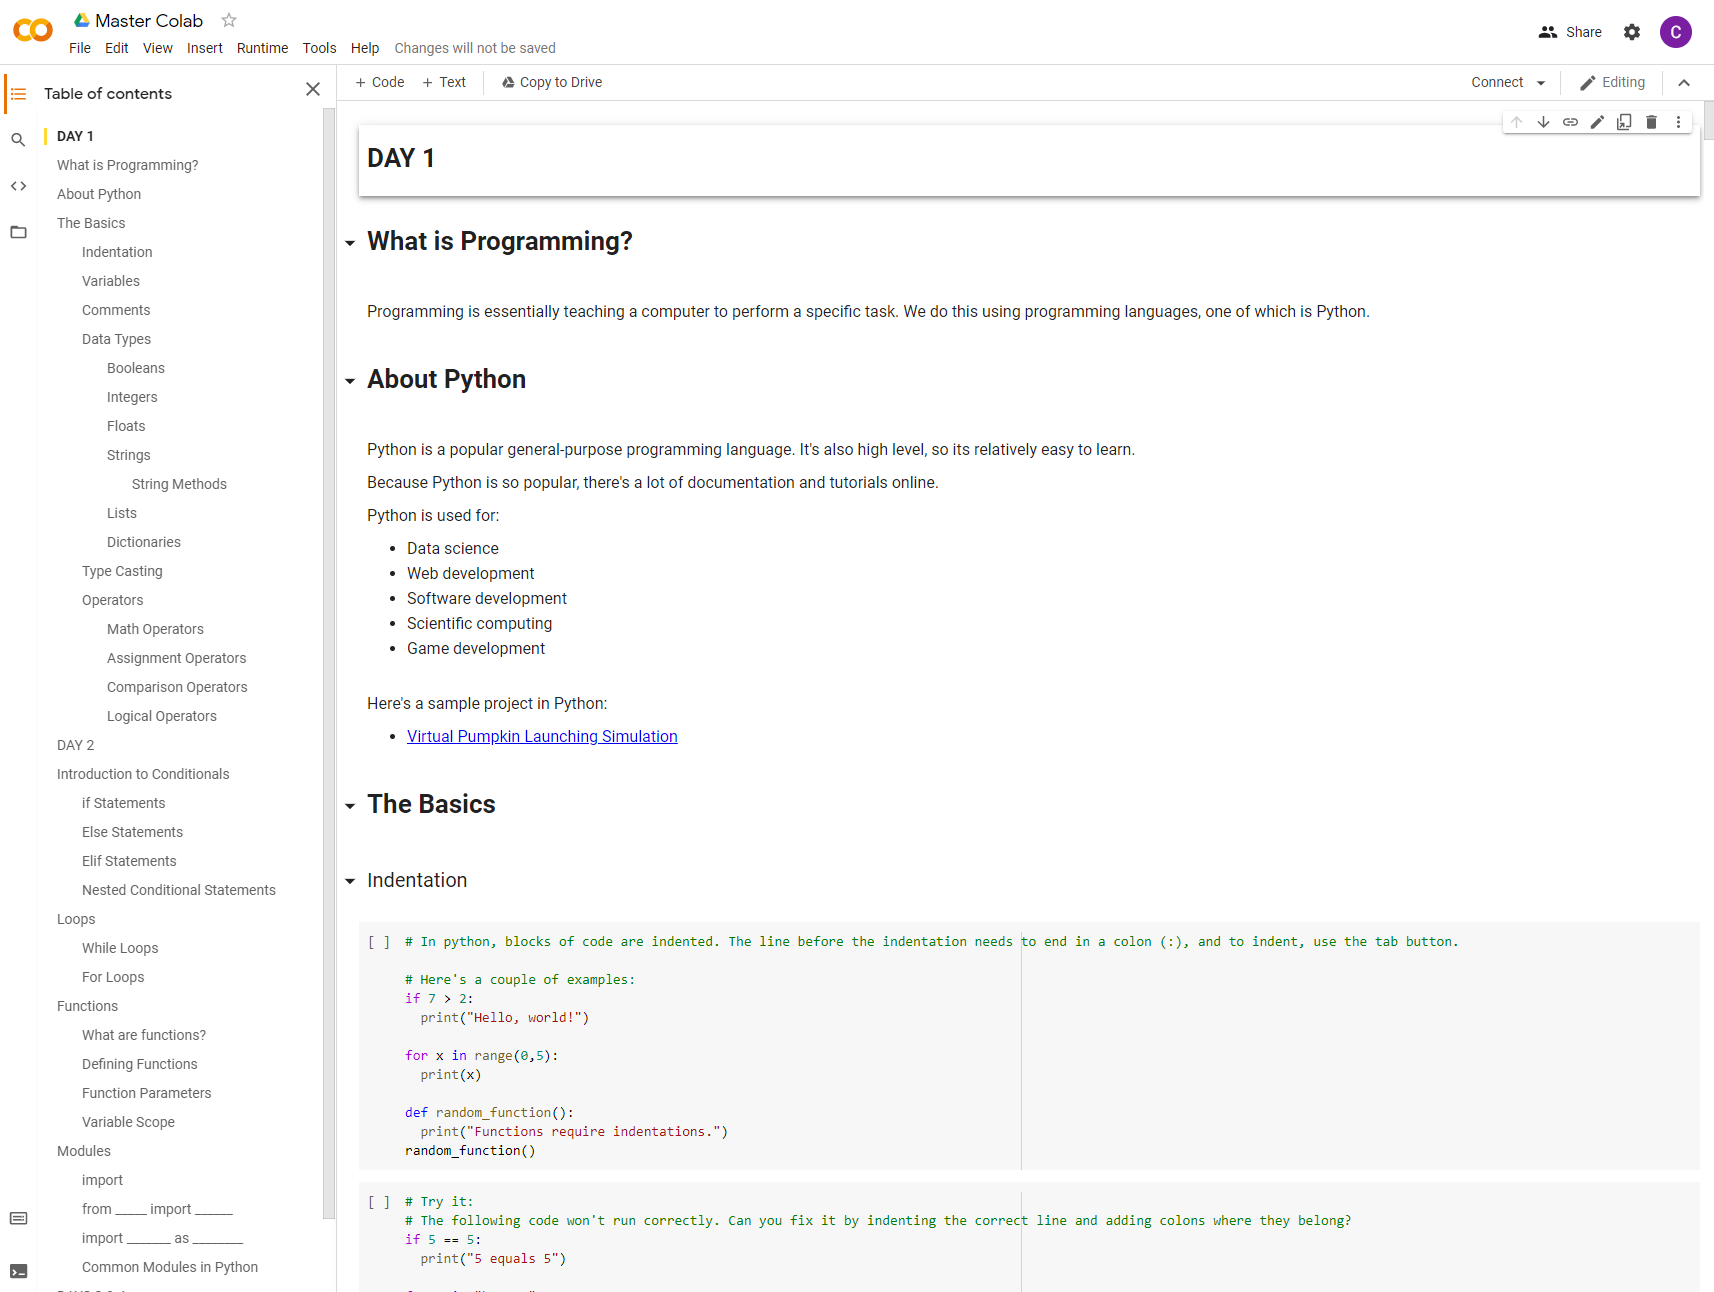 Master Colab
File Edit View Insert Runtime Tools Help Changes will not be saved
Share
C
Table of contents
DAY 1
What is Programming?
About Python
The Basics
Indentation
Variables
Comments
Data Types
Booleans
Integers
Floats
Strings
String Methods
Lists
Dictionaries
Type Casting
Operators
Math Operators
Assignment Operators
Comparison Operators
Logical Operators
DAY 2
Introduction to Conditionals
if Statements
Else Statements
Elif Statements
Nested Conditional Statements
Loops
While Loops
For Loops
Functions
What are functions?
Defining Functions
Function Parameters
Variable Scope
Modules
import
from _____ import ______
import _______ as ________
Common Modules in Python
+ Code + Text Copy to Drive
Connect Editing
DAY 1
What is Programming?
Programming is essentially teaching a computer to perform a specific task. We do this using programming languages, one of which is Python.
About Python
Python is a popular general-purpose programming language. It's also high level, so its relatively easy to learn.
Because Python is so popular, there's a lot of documentation and tutorials online.
Python is used for:
• Data science
• Web development
• Software development
• Scientific computing
• Game development
Here's a sample project in Python:
• Virtual Pumpkin Launching Simulation
The Basics
Indentation
[ ] # In python, blocks of code are indented. The line before the indentation needs to end in a colon (:), and to indent, use the tab button.
# Here's a couple of examples:
if 7 > 2:
  print("Hello, world!")
for x in range(0,5):
  print(x)
def random_function():
  print("Functions require indentations.")
random_function()
[ ] # Try it:
# The following code won't run correctly. Can you fix it by indenting the correct line and adding colons where they belong?
if 5 == 5:
  print("5 equals 5")